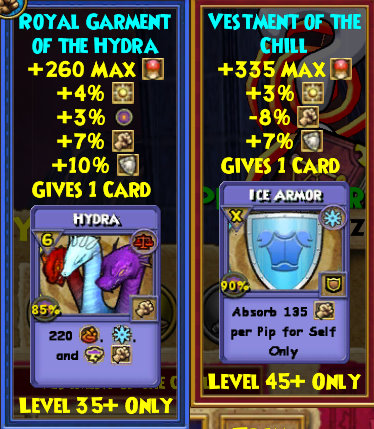 ROYAL GARMENT
OF THE HYDRA
+260 MAX
+4%
+3%
+7%
+10%
GIVES 1 CARD
HYDRA
6
85%
220
and
LEVEL 35+ ONLY
VESTMENT OF THE
CHILL
+335 MAX
+3%
-8%
+7%
GIVES 1 CARD
ICE ARMOR
X
90%
Absorb 135
per Pip for Self
Only
LEVEL 45+ ONLY